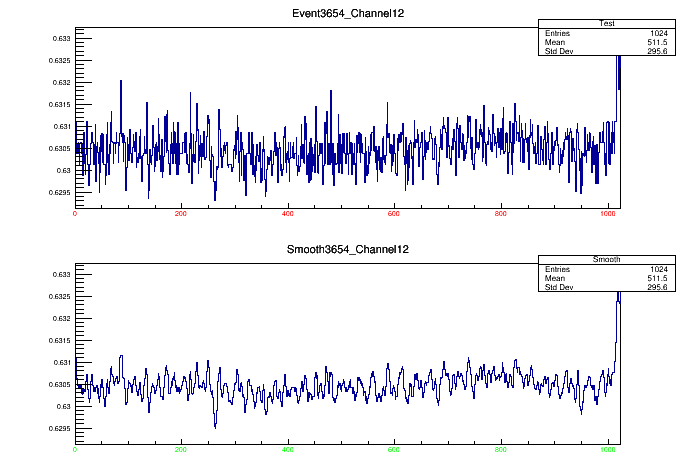 Event3654_Channel12
Test
Entries 1024
Mean 511.5
Std Dev 295.6
0.633
0.6325
0.632
0.6315
0.631
0.6305
0.63
0.6295
0 200 400 600 800 1000
Smooth3654_Channel12
Smooth
Entries 1024
Mean 511.5
Std Dev 295.6
0.633
0.6325
0.632
0.6315
0.631
0.6305
0.63
0.6295
0 200 400 600 800 1000